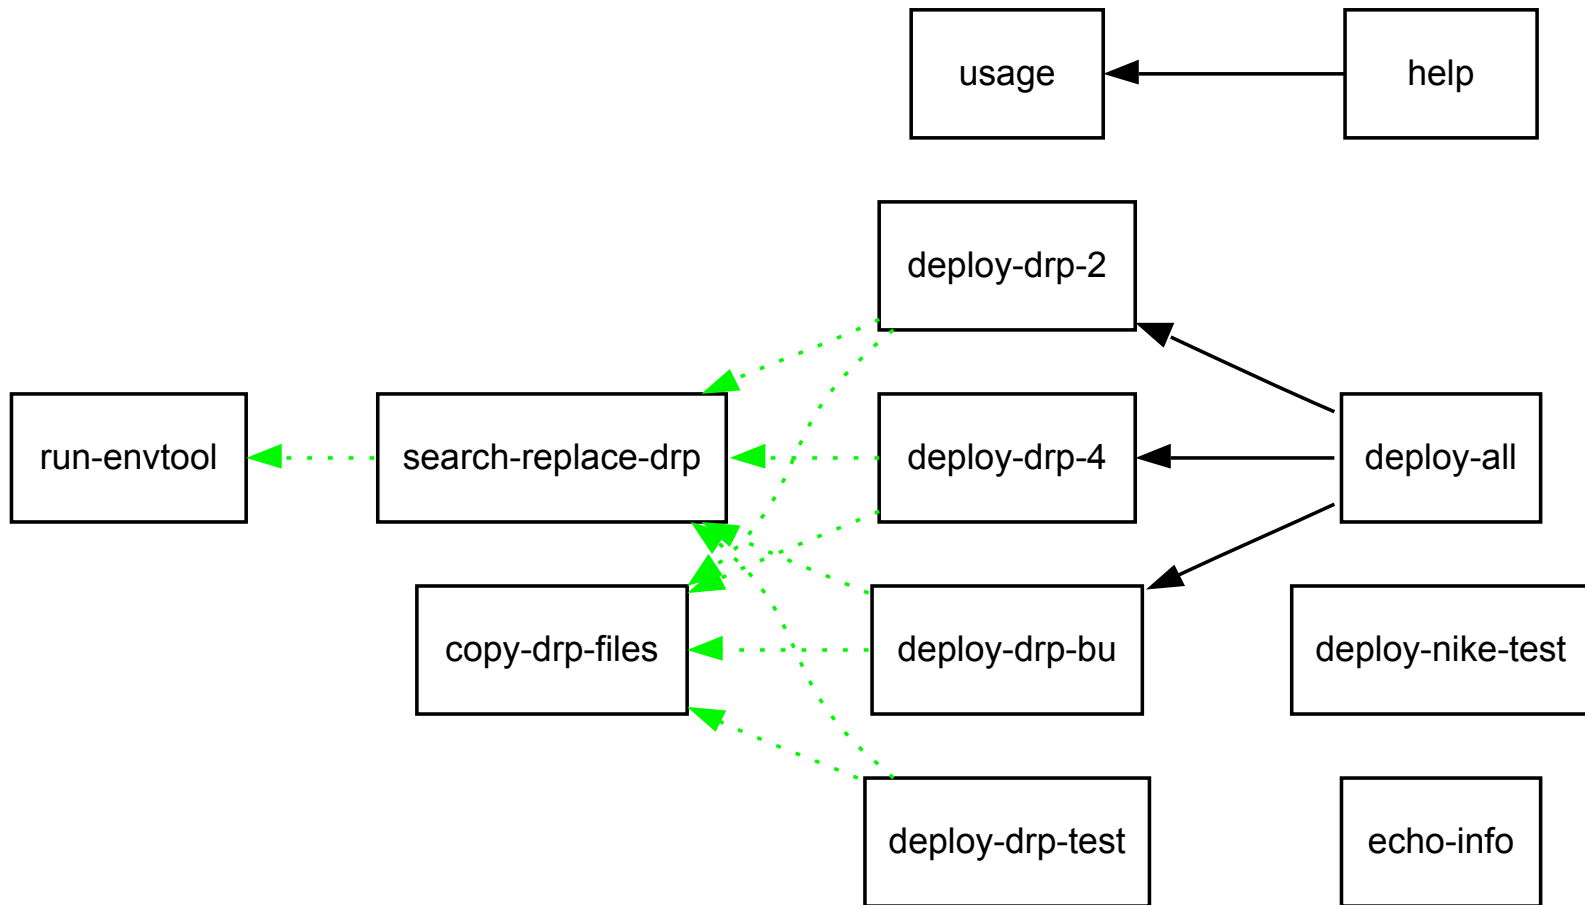 usage
help
deploy-drp-2
run-envtool
search-replace-drp
deploy-drp-4
deploy-all
copy-drp-files
deploy-drp-bu
deploy-nike-test
deploy-drp-test
echo-info